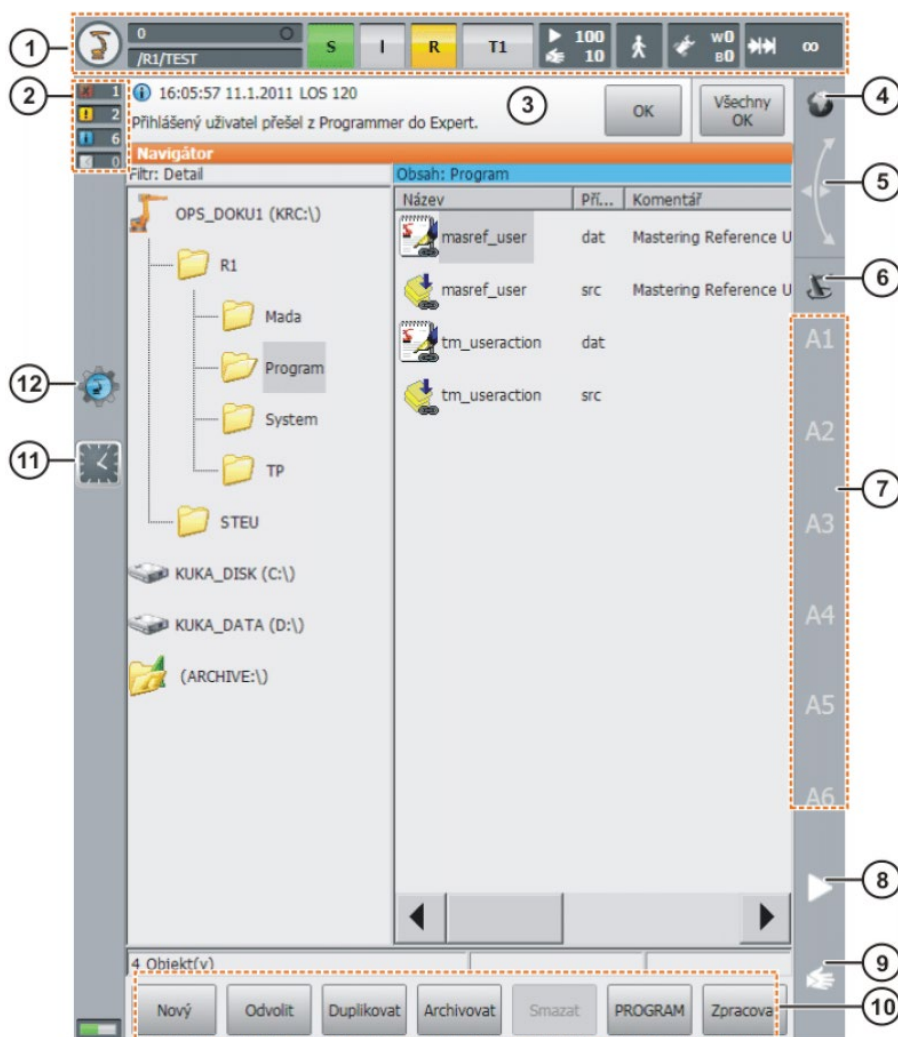 1
0
/R1/TEST
S
I
R
T1
100
10
W0
B0
∞
2
1
2
6
0
16:05:57 11.1.2011 LOS 120
Přihlášený uživatel přešel z Programmer do Expert.
3
OK
Všechny
OK
4
Navigátor
Filtr: Detail
Obsah: Program
Název
Pří...
Komentář
5
OPS_DOKU1 (KRC:\)
R1
Mada
Program
System
TP
STEU
KUKA_DISK (C:\)
KUKA_DATA (D:\)
(ARCHIVE:\)
masref_user dat Mastering Reference U
masref_user src Mastering Reference U
tm_useraction dat
tm_useraction src
6
A1
A2
A3
A4
A5
A6
7
12
11
8
9
4 Objekt(y)
Nový
Odvolit
Duplikovat
Archivovat
Smazat
PROGRAM
Zpracova
10